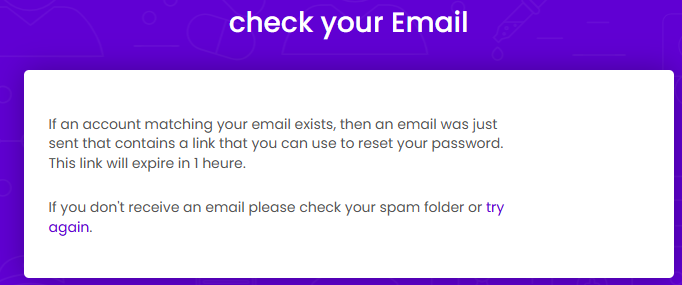 check your Email
If an account matching your email exists, then an email was just
sent that contains a link that you can use to reset your password.
This link will expire in 1 heure.
If you don't receive an email please check your spam folder or try
again.